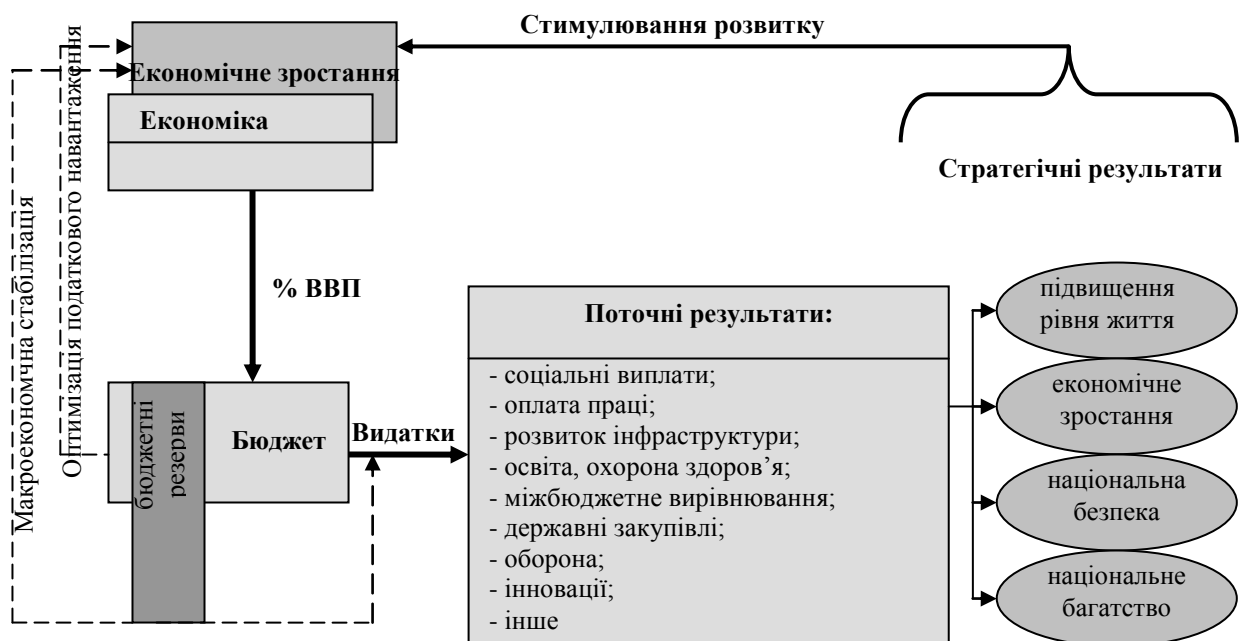 Стимулювання розвитку
Економічне зростання
Економіка
Стратегічні результати
Макроекономчна стабілізація
Оптимізація податкового навантаження
% ВВП
Поточні результати:
- соціальні виплати;
- оплата праці;
- розвиток інфраструктури;
- освіта, охорона здоров’я;
- міжбюджетне вирівнювання;
- державні закупівлі;
- оборона;
- інновації;
- інше
бюджетні
резерви
Бюджет
Видатки
підвищення
рівня життя
економічне
зростання
національна
безпека
національне
багатство